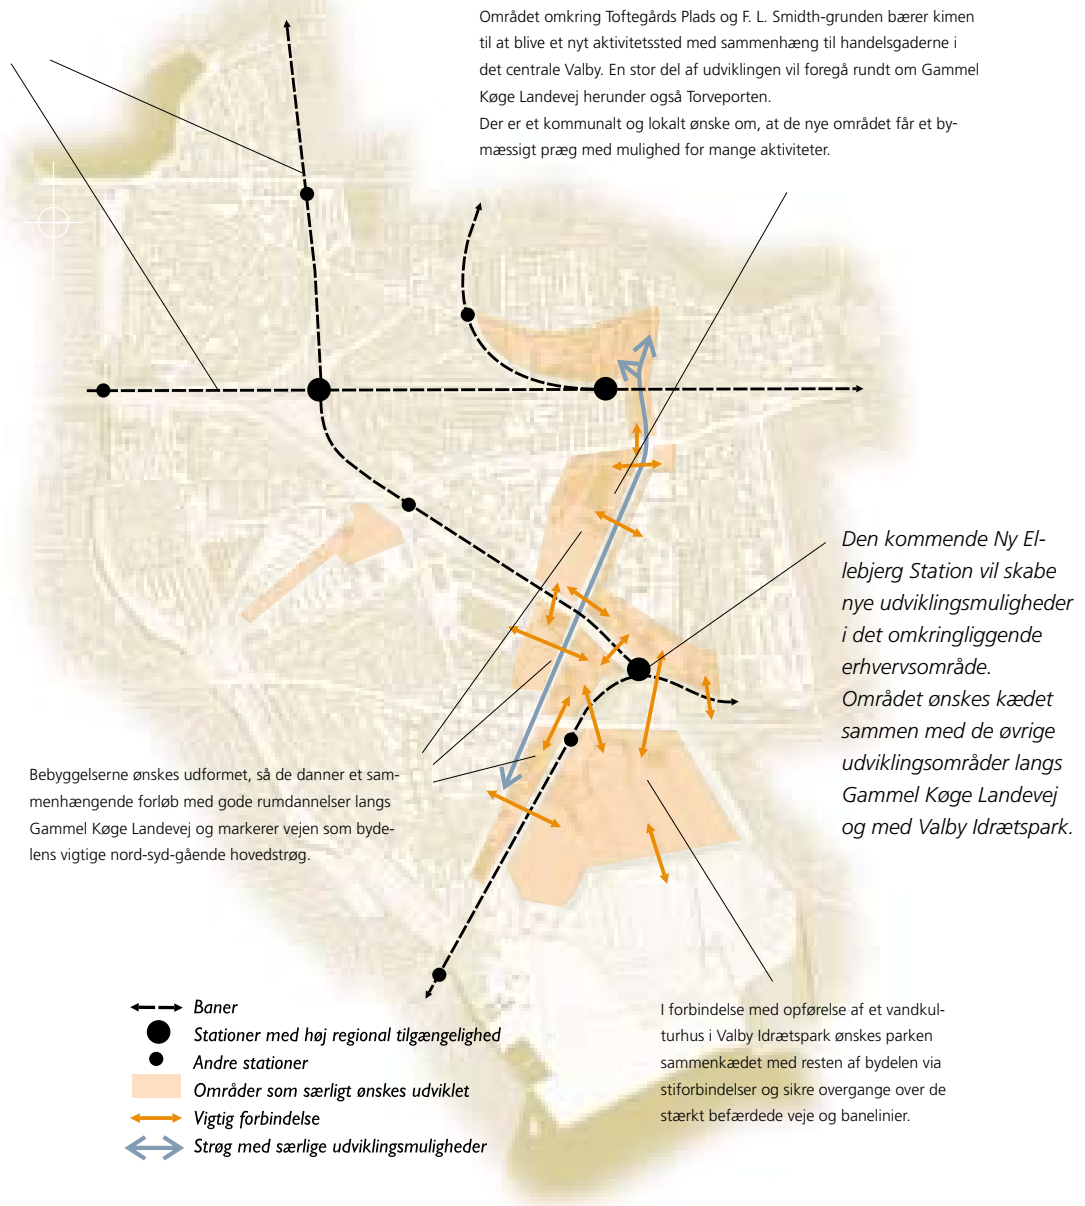 Området omkring Toftegårds Plads og F. L. Smidth-grunden bærer kimen
til at blive et nyt aktivitetssted med sammenhæng til handelsgaderne i
det centrale Valby. En stor del af udviklingen vil foregå rundt om Gammel
Køge Landevej herunder også Torveporten.
Der er et kommunalt og lokalt ønske om, at de nye området får et by-
mæssigt præg med mulighed for mange aktiviteter.
Den kommende Ny El-
lebjerg Station vil skabe
nye udviklingsmuligheder
i det omkringliggende
erhvervsområde.
Området ønskes kædet
sammen med de øvrige
udviklingsområder langs
Gammel Køge Landevej
og med Valby Idrætspark.
Bebyggelserne ønskes udformet, så de danner et sam-
menhængende forløb med gode rumdannelser langs
Gammel Køge Landevej og markerer vejen som byde-
lens vigtige nord-syd-gående hovedstrøg.
Baner
Stationer med høj regional tilgængelighed
Andre stationer
Områder som særligt ønskes udviklet
Vigtig forbindelse
Strøg med særlige udviklingsmuligheder
I forbindelse med opførelse af et vandkul-
turhus i Valby Idrætspark ønskes parken
sammenkædet med resten af bydelen via
stiforbindelser og sikre overgange over de
stærkt befærdede veje og banelinier.